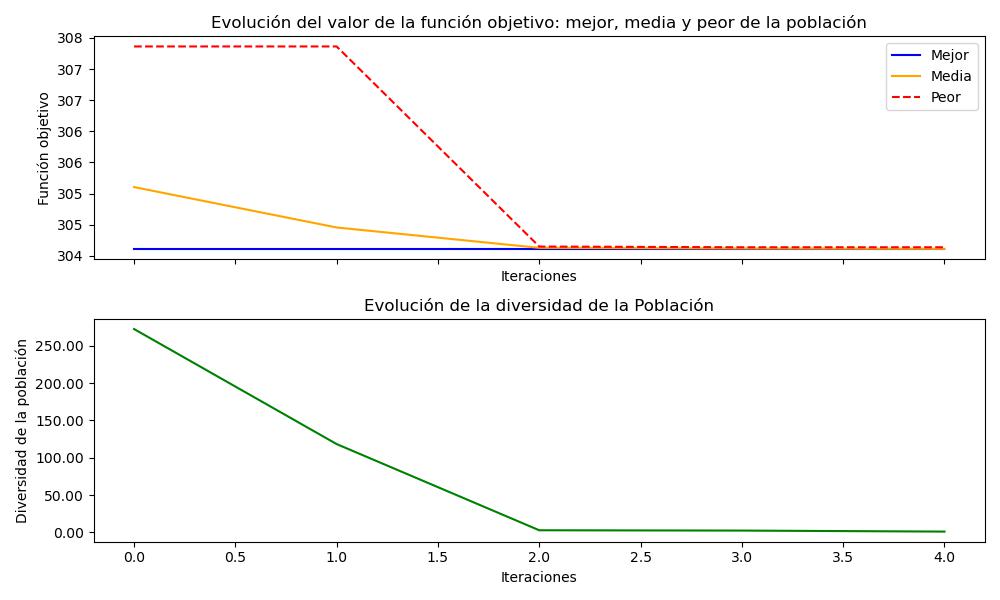 Evolución del valor de la función objetivo: mejor, media y peor de la población
308
307
307
306
306
305
305
304
Función objetivo
Mejor
Media
Peor
Iteraciones
Evolución de la diversidad de la Población
250.00
200.00
150.00
100.00
50.00
0.00
Diversidad de la población
0.0 0.5 1.0 1.5 2.0 2.5 3.0 3.5 4.0
Iteraciones